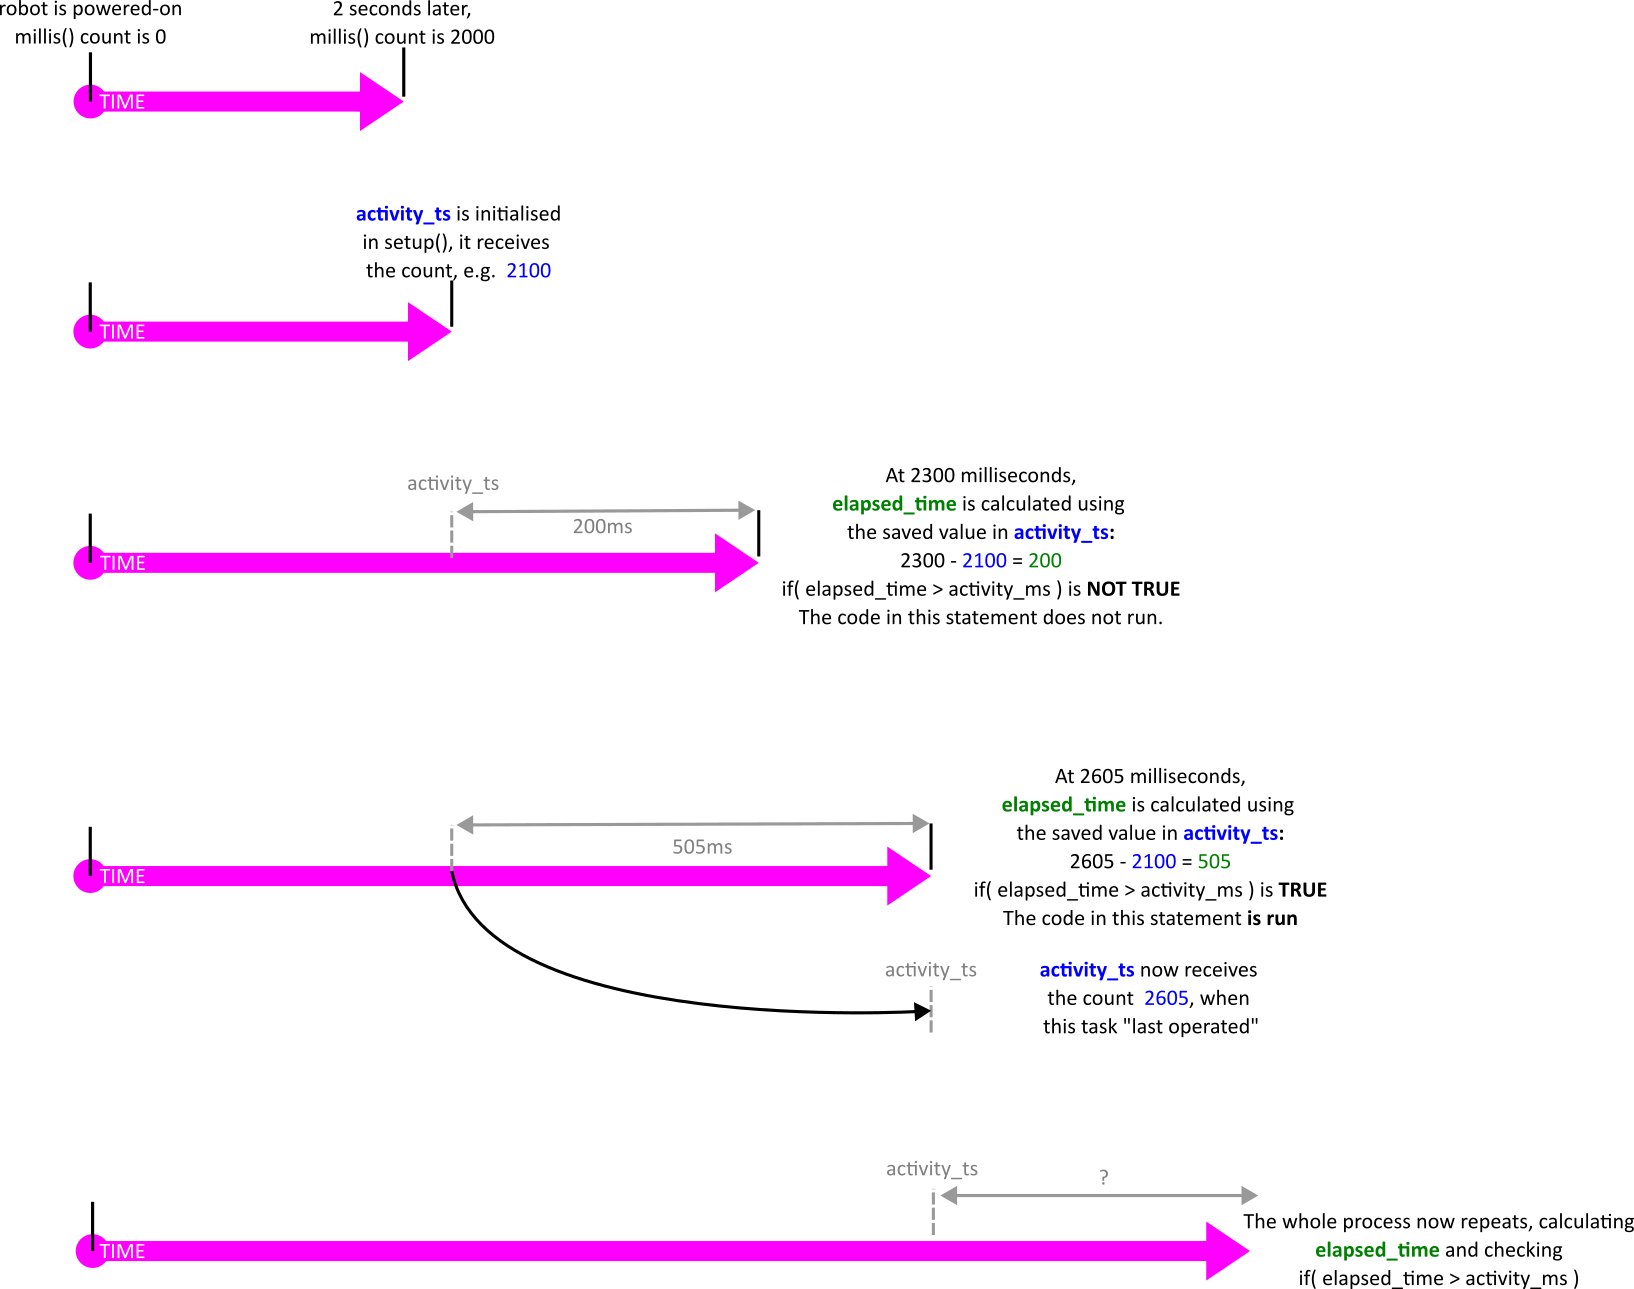 robot is powered-on
millis() count is 0
2 seconds later,
millis() count is 2000
TIME
activity_ts is initialised
in setup(), it receives
the count, e.g. 2100
TIME
activity_ts
200ms
TIME
At 2300 milliseconds,
elapsed_time is calculated using
the saved value in activity_ts:
2300 - 2100 = 200
if( elapsed_time > activity_ms ) is NOT TRUE
The code in this statement does not run.
505ms
TIME
At 2605 milliseconds,
elapsed_time is calculated using
the saved value in activity_ts:
2605 - 2100 = 505
if( elapsed_time > activity_ms ) is TRUE
The code in this statement is run
activity_ts
activity_ts now receives
the count 2605, when
this task "last operated"
activity_ts
?
TIME
The whole process now repeats, calculating
elapsed_time and checking
if( elapsed_time > activity_ms )